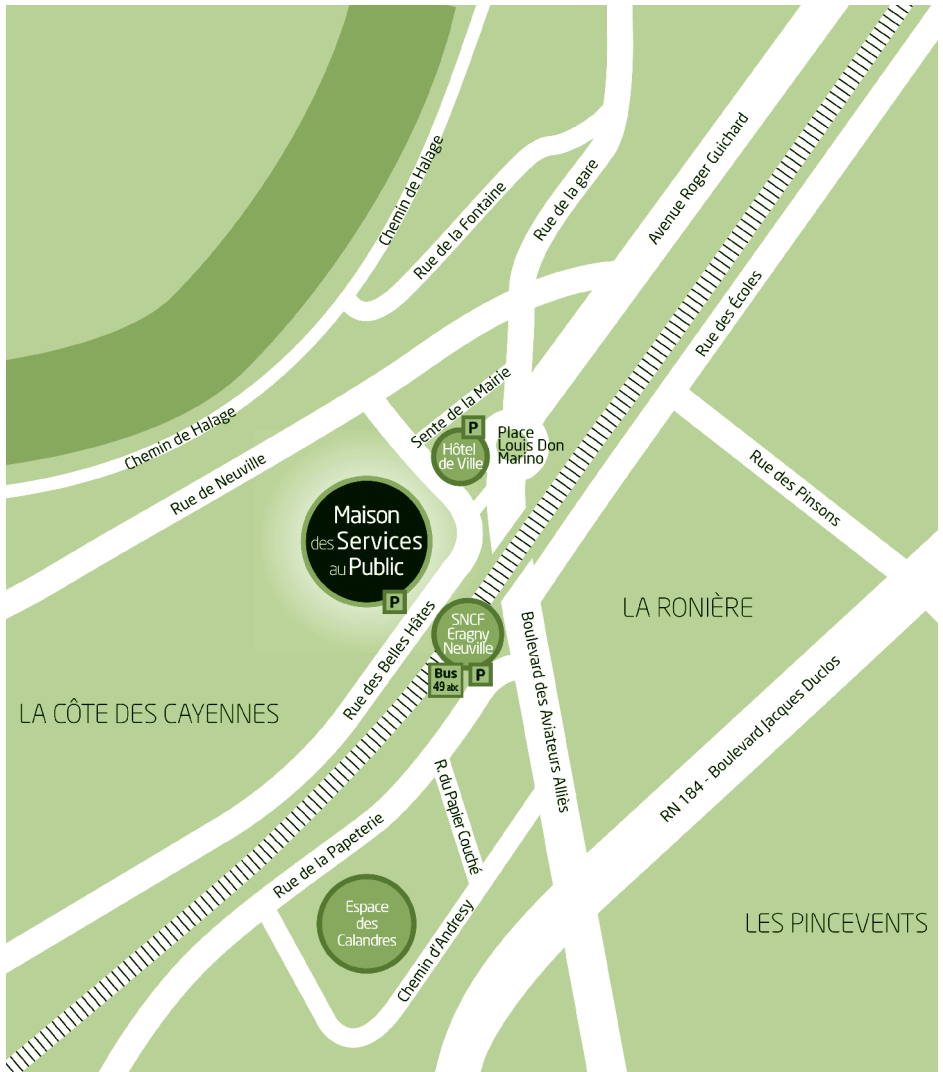 Chemin de Halage
Rue de la Fontaine
Rue de la gare
Avenue Roger Guichard
Rue des Écoles
Sente de la Mairie
P
Hôtel
de Ville
Place
Louis Don
Marino
Chemin de Halage
Rue de Neuville
Rue des Pinsons
Maison
des Services
au Public
P
LA RONIÈRE
SNCF
Eragny
Neuville
Bus
49 abc
P
Rue des Belles Hâtes
Boulevard des Aviateurs Alliès
LA CÔTE DES CAYENNES
RN 184 - Boulevard Jacques Duclos
R. du Papier Couché
Rue de la Papeterie
Espace
des
Calandres
Chemin d'Andresy
LES PINCEVENTS